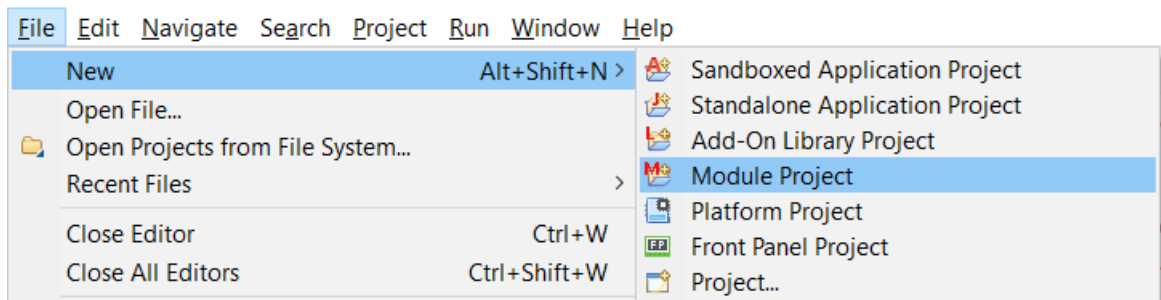 File Edit Navigate Search Project Run Window Help
New Alt+Shift+N >
Open File...
Open Projects from File System...
Recent Files >
Close Editor Ctrl+W
Close All Editors Ctrl+Shift+W
Sandboxed Application Project
Standalone Application Project
Add-On Library Project
Module Project
Platform Project
FP Front Panel Project
Project...